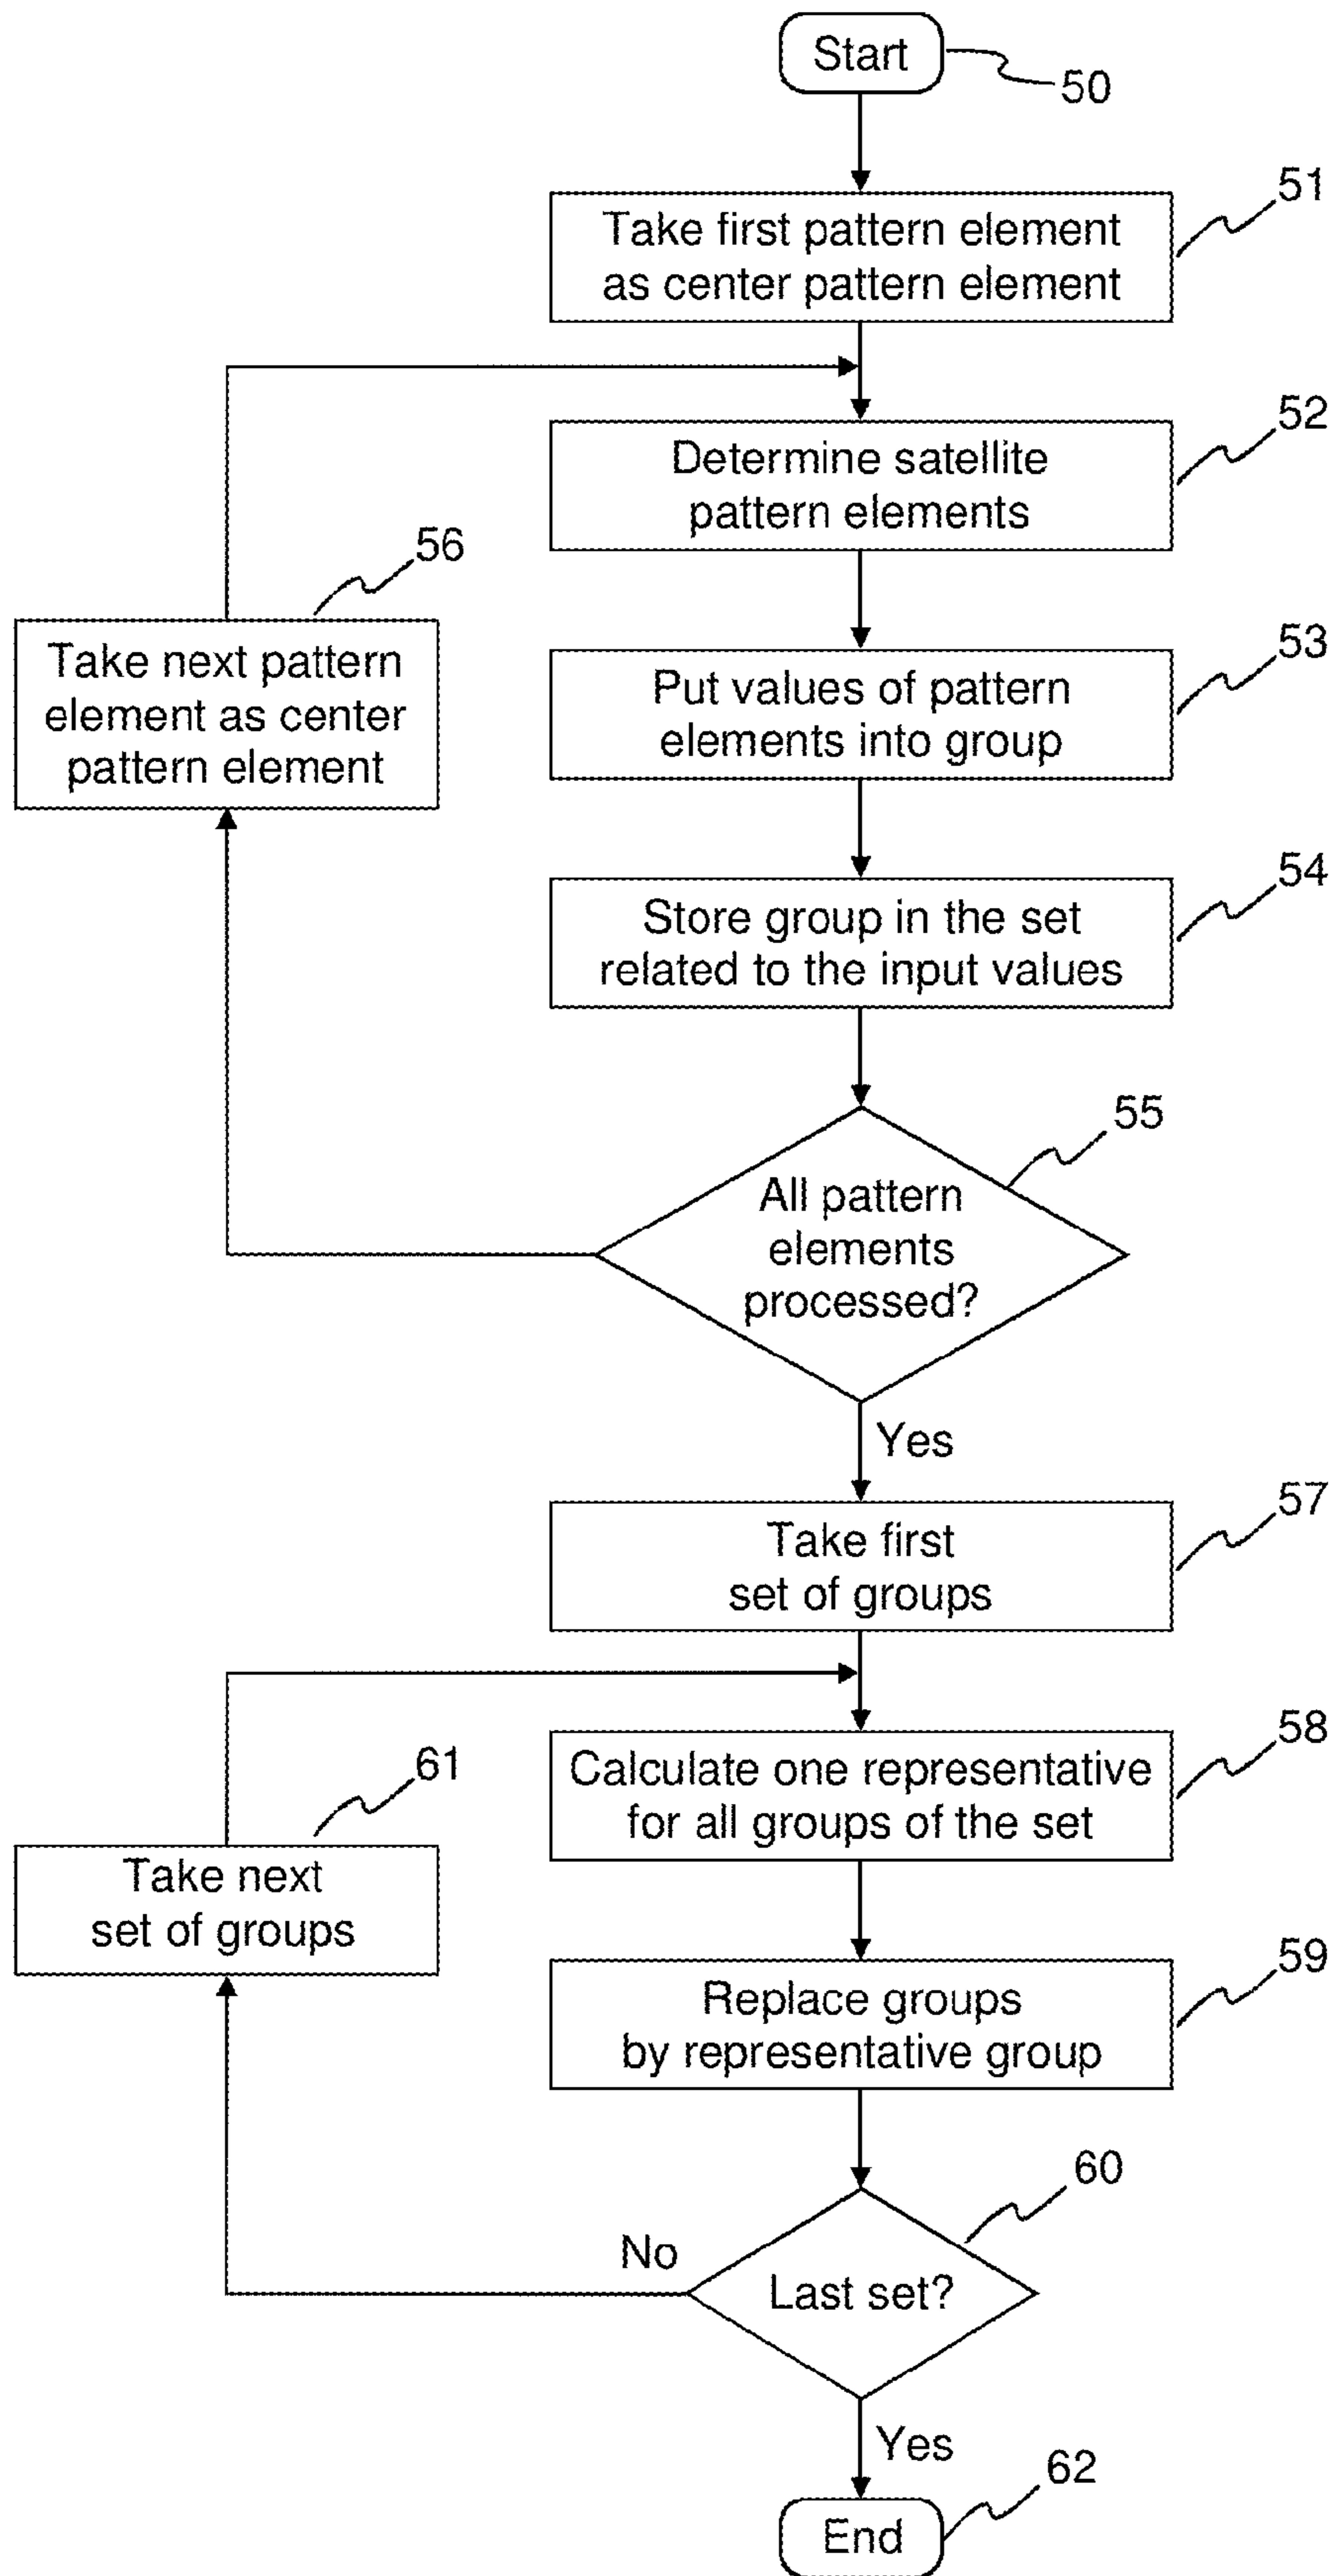 Start
50
51
Take first pattern element
as center pattern element
52
Determine satellite
pattern elements
56
Take next pattern
element as center
pattern element
53
Put values of pattern
elements into group
54
Store group in the set
related to the input values
55
All pattern
elements
processed?
Yes
57
Take first
set of groups
58
Calculate one representative
for all groups of the set
61
Take next
set of groups
59
Replace groups
by representative group
60
No
Last set?
Yes
62
End